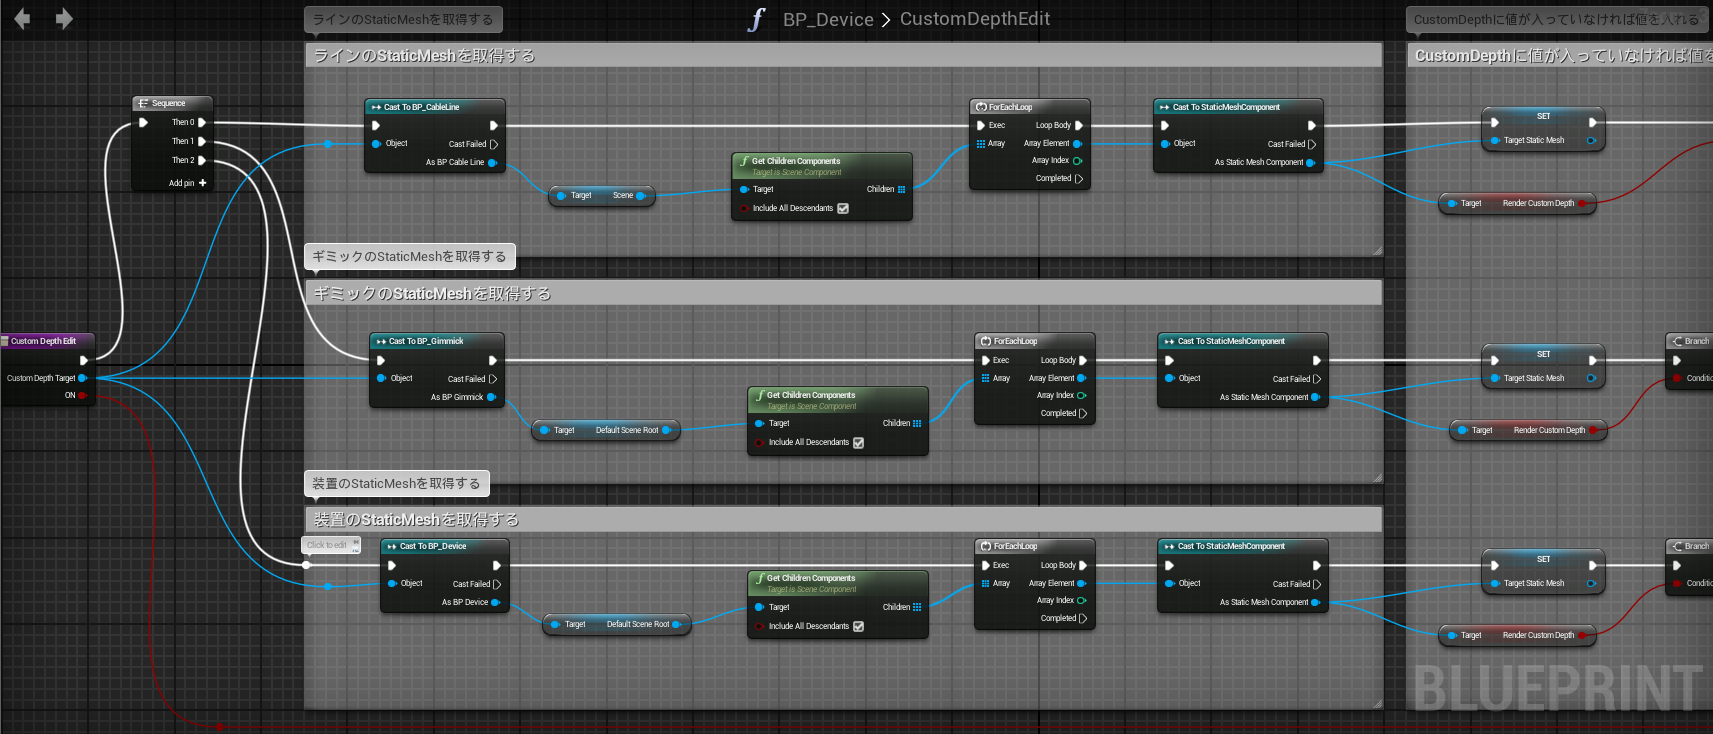 BP_Device > CustomDepthEdit
ラインのStaticMeshを取得する
CustomDepthに値が入っていなければ値を入れる
ラインのStaticMeshを取得する
CustomDepthに値が入っていなければ値を
Sequence
Then 0
Then 1
Then 2
Add pin
Cast To BP_CableLine
Object
Cast Failed
As BP Cable Line
Target Scene
Get Children Components
Target is Scene Component
Target Children
Include All Descendants
ForEachLoop
Exec Loop Body
Array Array Element
Array Index
Completed
Cast To StaticMeshComponent
Object Cast Failed
As Static Mesh Component
SET
Target Static Mesh
Target Render Custom Depth
ギミックのStaticMeshを取得する
ギミックのStaticMeshを取得する
Custom Depth Edit
Custom Depth Target
ON
Cast To BP_Gimmick
Object
Cast Failed
As BP Gimmick
Target Default Scene Root
Get Children Components
Target is Scene Component
Target Children
Include All Descendants
ForEachLoop
Exec Loop Body
Array Array Element
Array Index
Completed
Cast To StaticMeshComponent
Object Cast Failed
As Static Mesh Component
SET
Target Static Mesh
Target Render Custom Depth
Branch
Conditio
装置のStaticMeshを取得する
装置のStaticMeshを取得する
Click to edit
Cast To BP_Device
Object
Cast Failed
As BP Device
Target Default Scene Root
Get Children Components
Target is Scene Component
Target Children
Include All Descendants
ForEachLoop
Exec Loop Body
Array Array Element
Array Index
Completed
Cast To StaticMeshComponent
Object Cast Failed
As Static Mesh Component
SET
Target Static Mesh
Target Render Custom Depth
Branch
Conditio
BLUEPRINT